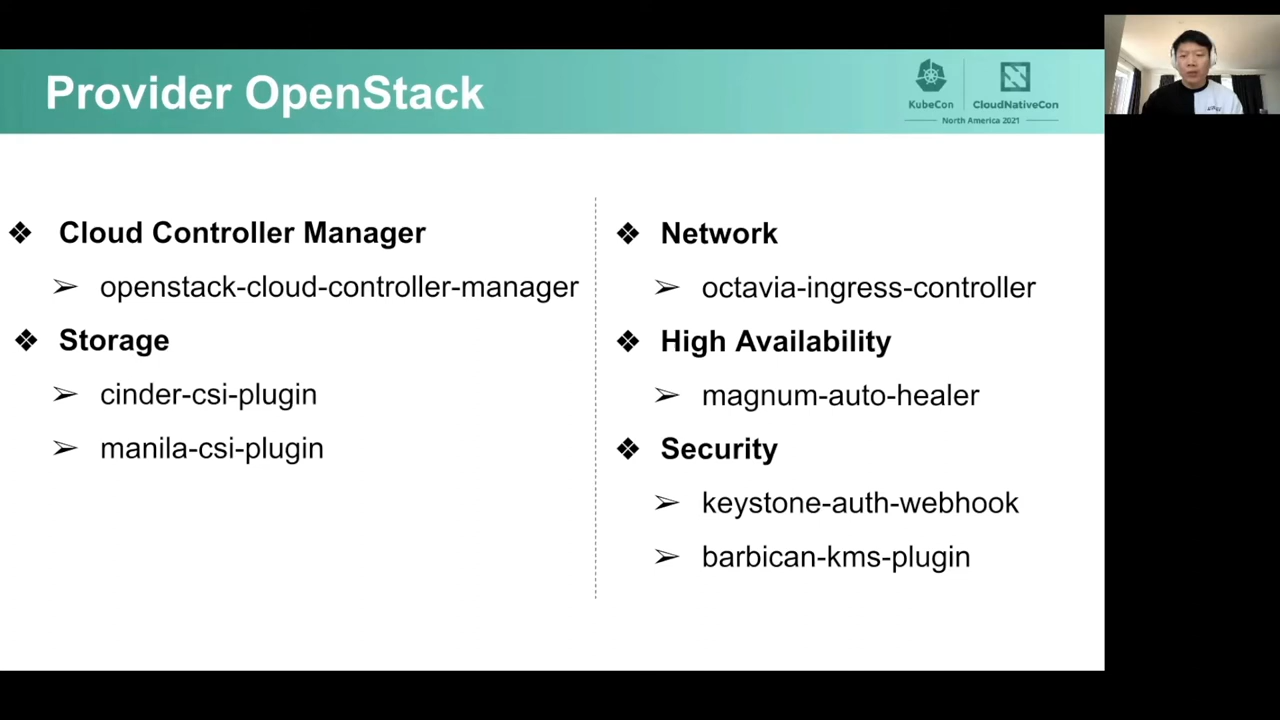 Provider OpenStack
KubeCon
CloudNativeCon
North America 2021
Cloud Controller Manager
openstack-cloud-controller-manager
Storage
cinder-csi-plugin
manila-csi-plugin
Network
octavia-ingress-controller
High Availability
magnum-auto-healer
Security
keystone-auth-webhook
barbican-kms-plugin